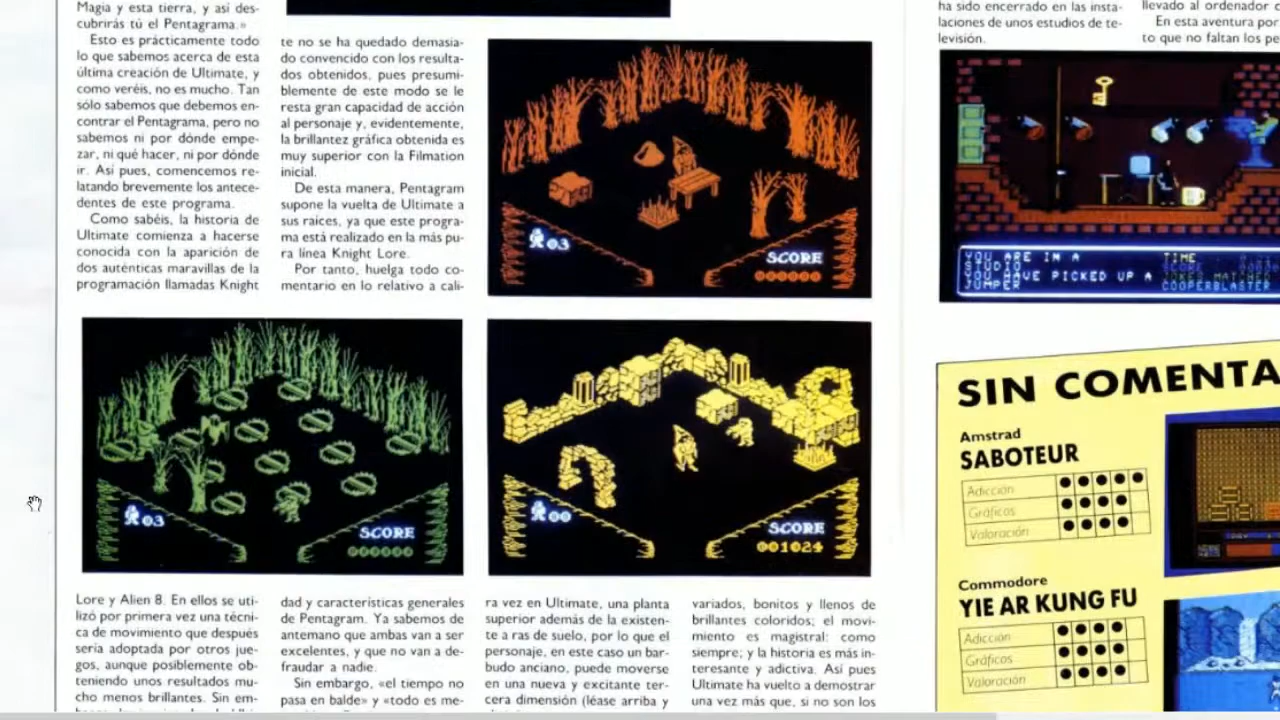 Magia y esta tierra, y así des-
cubrirás tú el Pentagrama.»
Esto es prácticamente todo
lo que sabemos acerca de esta
última creación de Ultimate, y
como veréis, no es mucho. Tan
sólo sabemos que debemos en-
contrar el Pentagrama, pero no
sabemos ni por dónde empe-
zar, ni qué hacer, ni por dónde
ir. Así pues, comencemos re-
latando brevemente los antece-
dentes de este programa.
Como sabéis, la historia de
Ultimate comienza a hacerse
conocida con la aparición de
dos auténticas maravillas de la
programación llamadas Knight
te no se ha quedado demasia-
do convencido con los resulta-
dos obtenidos, pues presumi-
blemente de este modo se le
resta gran capacidad de acción
al personaje y, evidentemente,
la brillantez gráfica obtenida es
muy superior con la Filmation
inicial.
De esta manera, Pentagram
supone la vuelta de Ultimate a
sus raíces, ya que este progra-
ma está realizado en la más pu-
ra línea Knight Lore.
Por tanto, huelga todo co-
mentario en lo relativo a cali-
03
SCORE
000000
03
SCORE
000000
00
SCORE
001024
Lore y Alien 8. En ellos se uti-
lizó por primera vez una técni-
ca de movimiento que después
sería adoptada por otros jue-
gos, aunque posiblemente ob-
teniendo unos resultados mu-
cho menos brillantes. Sin em-
dad y características generales
de Pentagram. Ya sabemos de
antemano que ambas van a ser
excelentes, y que no van a de-
fraudar a nadie.
Sin embargo, «el tiempo no
pasa en balde» y «todo es me-
ra vez en Ultimate, una planta
superior además de la existen-
te a ras de suelo, por lo que el
personaje, en este caso un bar-
budo anciano, puede moverse
en una nueva y excitante ter-
cera dimensión (léase arriba y
variados, bonitos y llenos de
brillantes coloridos; el movi-
miento es magistral: como
siempre; y la historia es más in-
teresante y adictiva. Así pues
Ultimate ha vuelto a demostrar
una vez más que, si no son los
ha sido encerrado en las insta-
laciones de unos estudios de te-
levisión.
llevado al ordenador
En esta aventura por
to que no faltan los pe
YOU ARE IN A
STUDIO
YOU HAVE PICKED UP A
JUMPER
TIME
SCORE
COOPERBLASTER
SIN COMENTA
Amstrad
SABOTEUR
Adicción
Gráficos
Valoración
Commodore
YIE AR KUNG FU
Adicción
Gráficos
Valoración